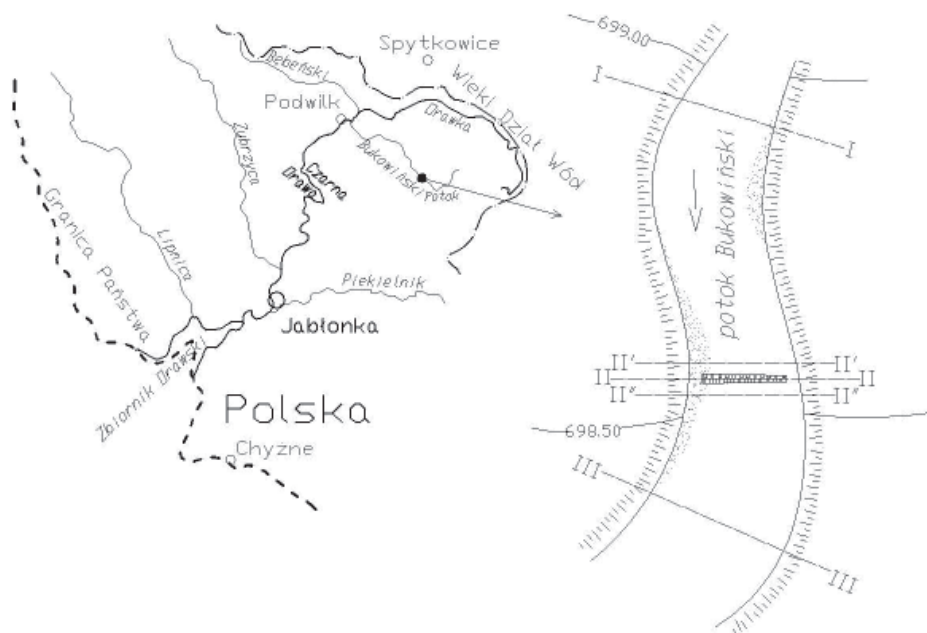 Spytkowice
Bębeński
Wielki Dział Wód
Podwilk
Orawka
Zubrzyca
Bukowiński Potok
Czarna
Orawa
Granica Państwa
Lipnica
Piekielnik
Jabłonka
Zbiornik Orawski
Polska
Chyżne
699.00
I
I
potok Bukowiński
II'
II'
II
II
II"
II"
698.50
III
III